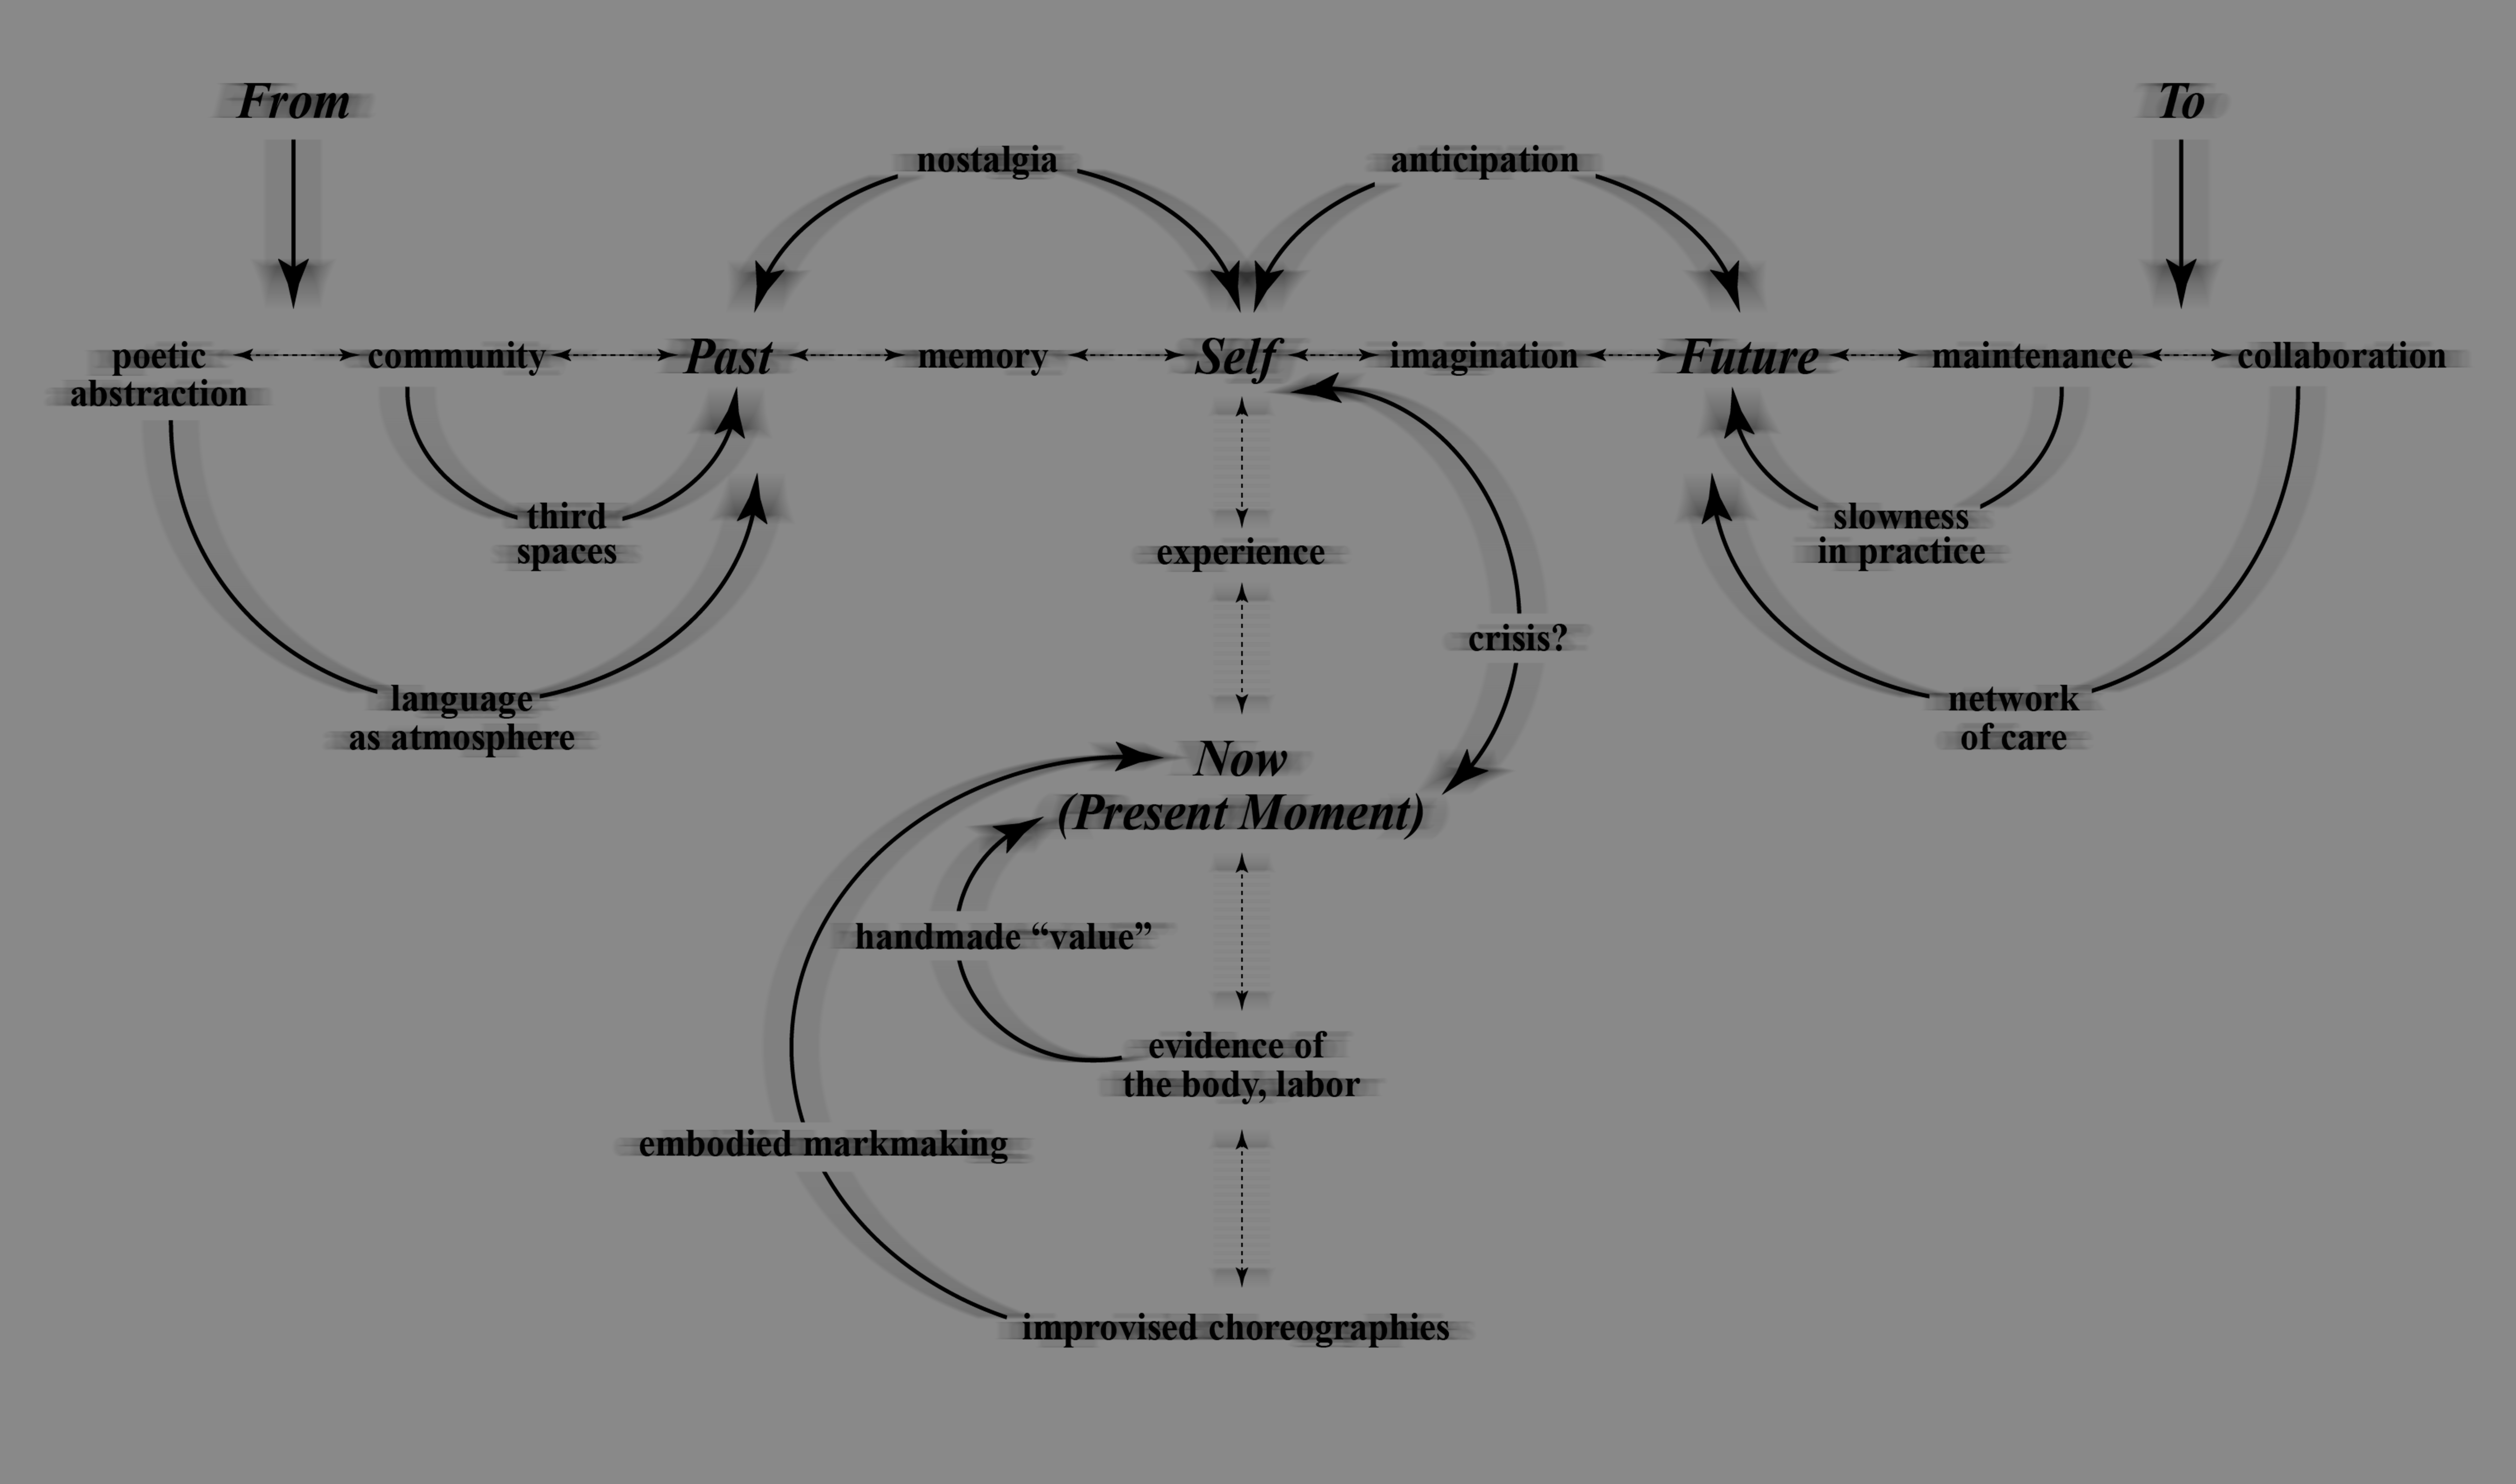 From
To
nostalgia
anticipation
poetic
abstraction
community
Past
memory
Self
imagination
Future
maintenance
collaboration
third
spaces
slowness
in practice
experience
crisis?
language
as atmosphere
network
of care
Now
(Present Moment)
handmade “value”
evidence of
the body, labor
embodied markmaking
improvised choreographies